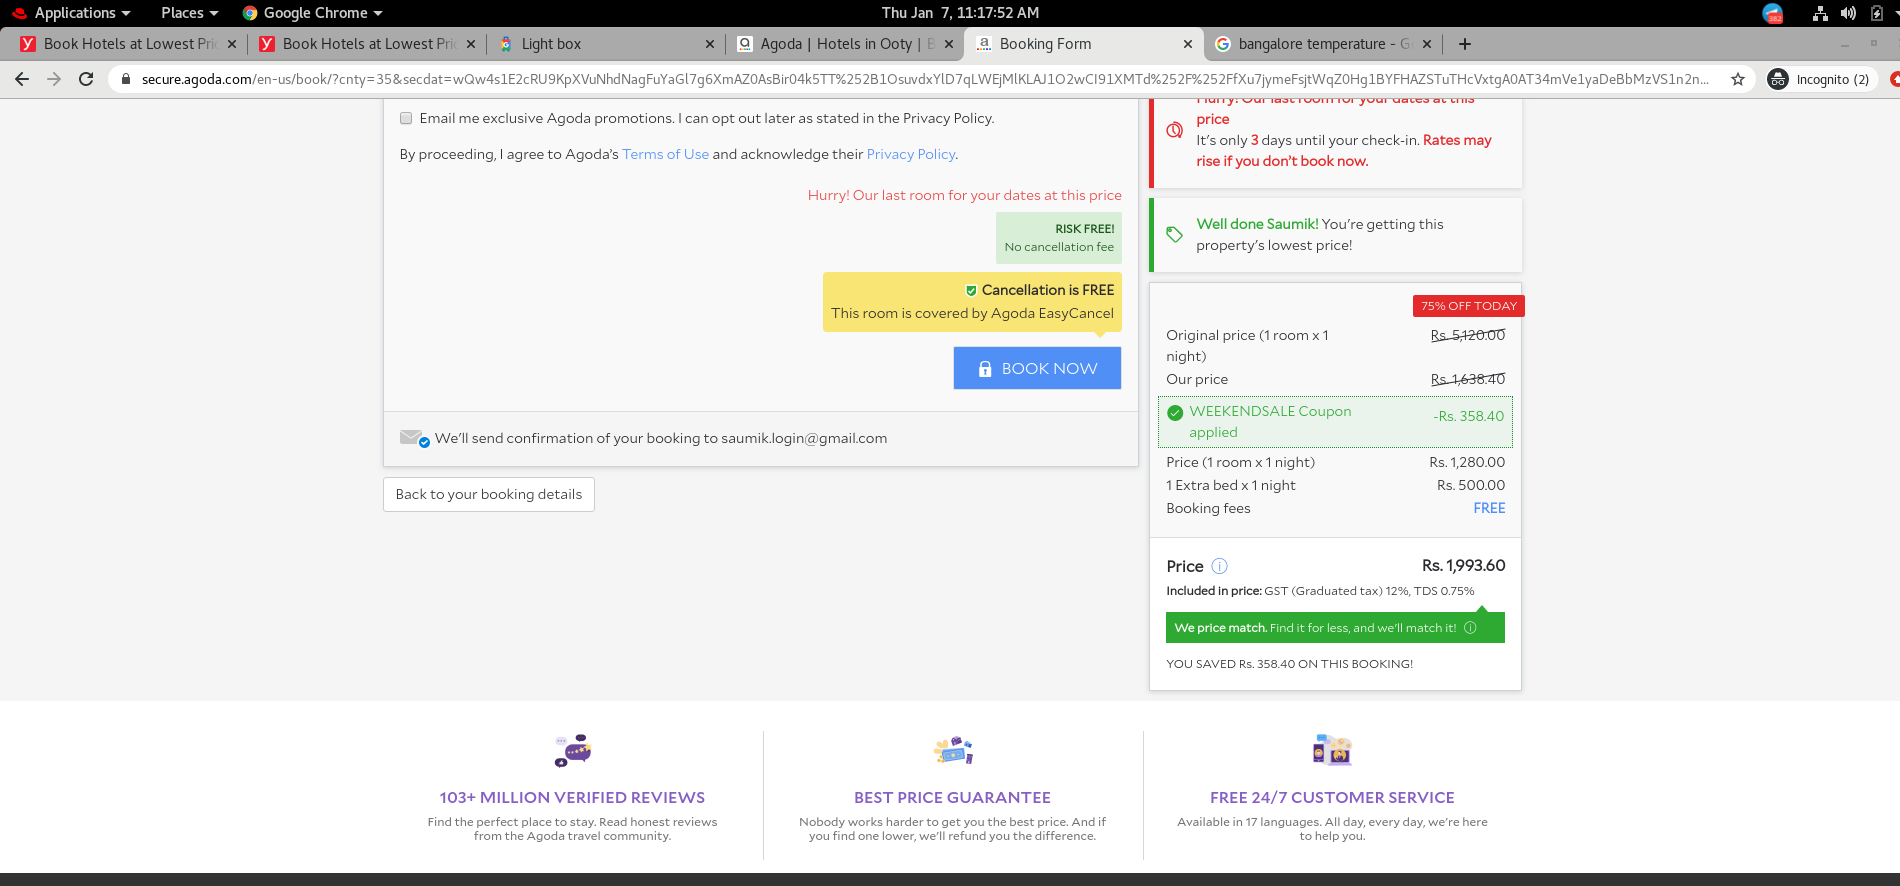 Applications Places Google Chrome Thu Jan 7, 11:17:52 AM 382
Book Hotels at Lowest Pric Book Hotels at Lowest Pric Light box Agoda | Hotels in Ooty | B Booking Form bangalore temperature - G
secure.agoda.com/en-us/book/?cnty=35&secdat=wQw4s1E2cRU9KpXVuNhdNagFuYaGl7g6XmAZ0AsBir04k5TT%252B1OsuvdxYlD7qLWEjMlKLAJ1O2wCI91XMTd%252F%252FfXu7jymeFsjtWqZ0Hg1BYFHAZSTuTHcVxtgA0AT34mVe1yaDeBbMzVS1n2n... Incognito (2)
Email me exclusive Agoda promotions. I can opt out later as stated in the Privacy Policy.
By proceeding, I agree to Agoda's Terms of Use and acknowledge their Privacy Policy.
Hurry! Our last room for your dates at this price
RISK FREE!
No cancellation fee
Cancellation is FREE
This room is covered by Agoda EasyCancel
BOOK NOW
We'll send confirmation of your booking to saumik.login@gmail.com
Back to your booking details
Hurry! Our last room for your dates at this
price
It's only 3 days until your check-in. Rates may
rise if you don't book now.
Well done Saumik! You're getting this
property's lowest price!
75% OFF TODAY
Original price (1 room x 1 Rs. 5,120.00
night)
Our price Rs. 1,638.40
WEEKENDSALE Coupon -Rs. 358.40
applied
Price (1 room x 1 night) Rs. 1,280.00
1 Extra bed x 1 night Rs. 500.00
Booking fees FREE
Price Rs. 1,993.60
Included in price: GST (Graduated tax) 12%, TDS 0.75%
We price match. Find it for less, and we'll match it!
YOU SAVED Rs. 358.40 ON THIS BOOKING!
103+ MILLION VERIFIED REVIEWS
Find the perfect place to stay. Read honest reviews
from the Agoda travel community.
BEST PRICE GUARANTEE
Nobody works harder to get you the best price. And if
you find one lower, we'll refund you the difference.
FREE 24/7 CUSTOMER SERVICE
Available in 17 languages. All day, every day, we're here
to help you.